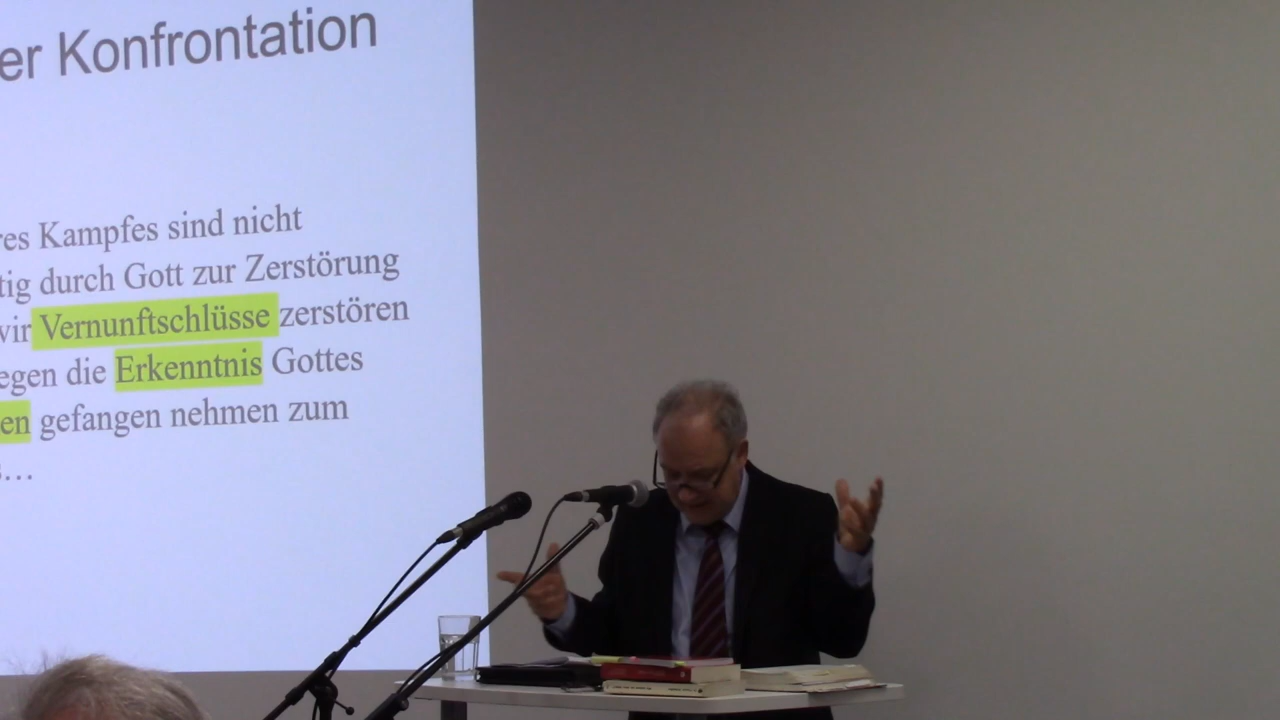 er Konfrontation
res Kampfes sind nicht
tig durch Gott zur Zerstörung
wir Vernunftschlüsse zerstören
egen die Erkenntnis Gottes
en gefangen nehmen zum
s…